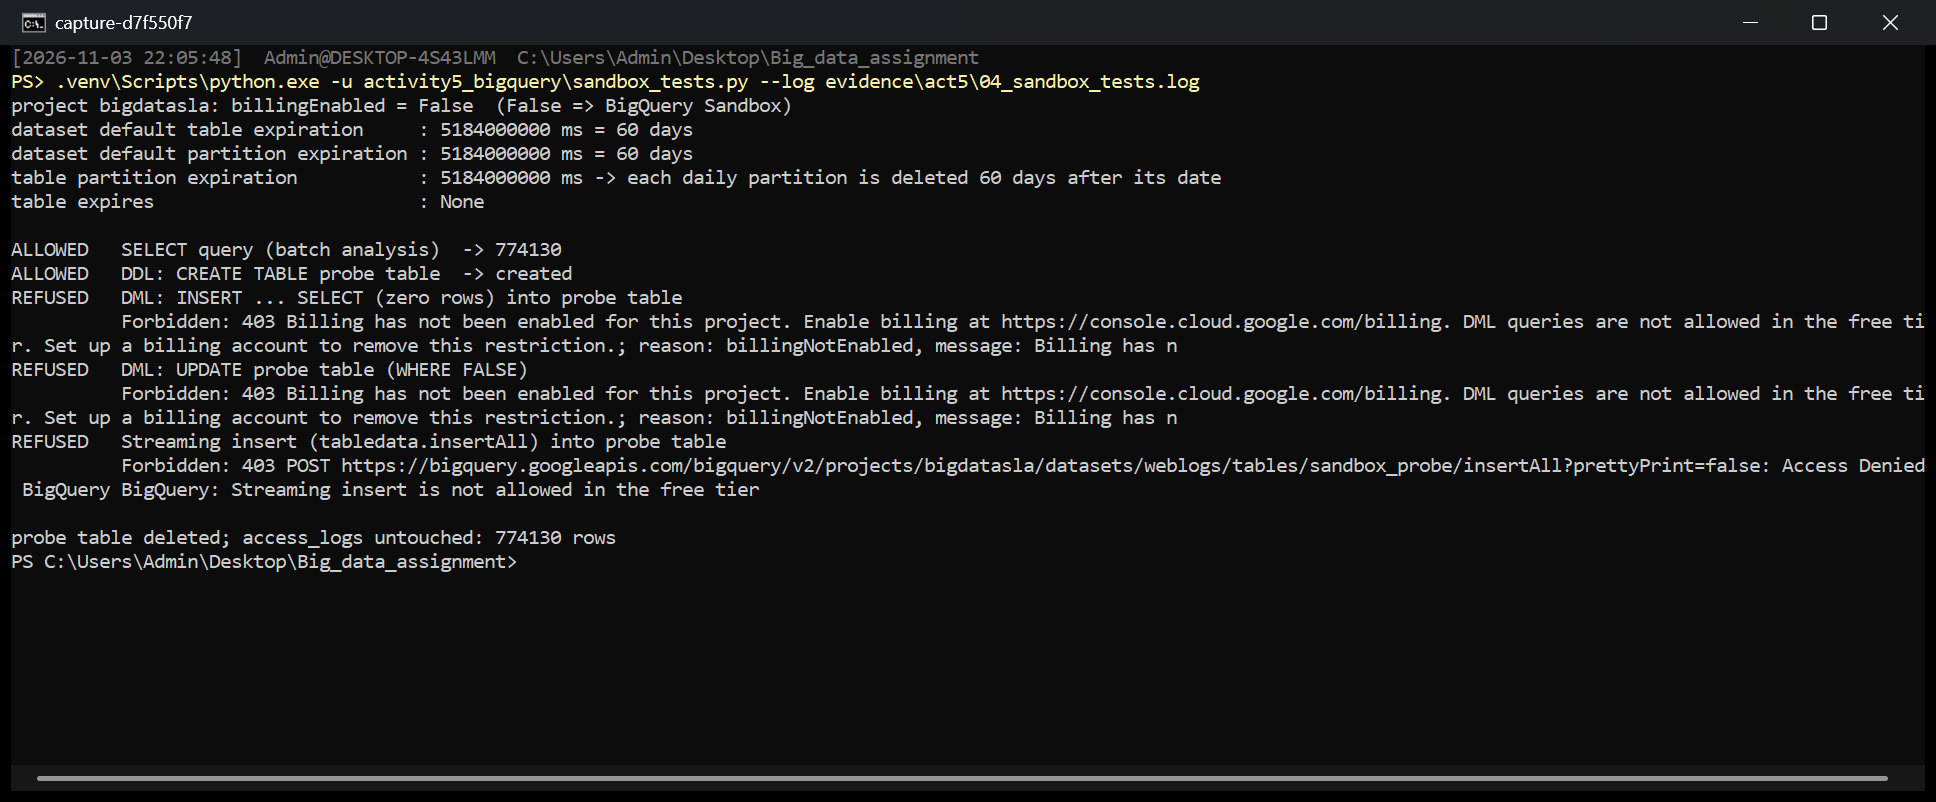 capture-d7f550f7
[2026-11-03 22:05:48]  Admin@DESKTOP-4S43LMM  C:\Users\Admin\Desktop\Big_data_assignment
PS> .venv\Scripts\python.exe -u activity5_bigquery\sandbox_tests.py --log evidence\act5\04_sandbox_tests.log
project bigdatasla: billingEnabled = False  (False => BigQuery Sandbox)
dataset default table expiration     : 5184000000 ms = 60 days
dataset default partition expiration : 5184000000 ms = 60 days
table partition expiration           : 5184000000 ms -> each daily partition is deleted 60 days after its date
table expires                        : None
ALLOWED   SELECT query (batch analysis)  -> 774130
ALLOWED   DDL: CREATE TABLE probe table  -> created
REFUSED   DML: INSERT ... SELECT (zero rows) into probe table
          Forbidden: 403 Billing has not been enabled for this project. Enable billing at https://console.cloud.google.com/billing. DML queries are not allowed in the free ti
r. Set up a billing account to remove this restriction.; reason: billingNotEnabled, message: Billing has n
REFUSED   DML: UPDATE probe table (WHERE FALSE)
          Forbidden: 403 Billing has not been enabled for this project. Enable billing at https://console.cloud.google.com/billing. DML queries are not allowed in the free ti
r. Set up a billing account to remove this restriction.; reason: billingNotEnabled, message: Billing has n
REFUSED   Streaming insert (tabledata.insertAll) into probe table
          Forbidden: 403 POST https://bigquery.googleapis.com/bigquery/v2/projects/bigdatasla/datasets/weblogs/tables/sandbox_probe/insertAll?prettyPrint=false: Access Denied
 BigQuery BigQuery: Streaming insert is not allowed in the free tier
probe table deleted; access_logs untouched: 774130 rows
PS C:\Users\Admin\Desktop\Big_data_assignment>